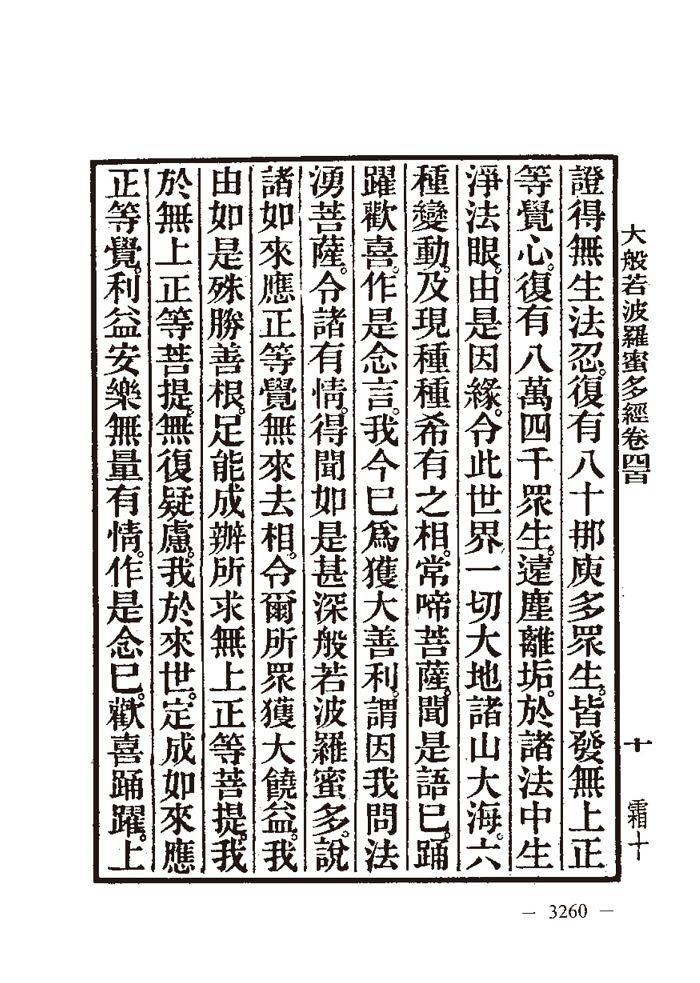 大般若波羅蜜多經卷四百
十
霜十
證得無生法忍。復有八十那庾多眾生。皆發無上正
等覺心。復有八萬四千眾生。遠塵離垢。於諸法中生
淨法眼。由是因緣。令此世界一切大地諸山大海。六
種變動。及現種種希有之相。常啼菩薩。聞是語已。踊
躍歡喜。作是念言。我今已為獲大善利。謂因我問法
湧菩薩。令諸有情。得聞如是甚深般若波羅蜜多。說
諸如來應正等覺無來去相。令爾所眾獲大饒益。我
由如是殊勝善根。足能成辦所求無上正等菩提。我
於無上正等菩提。無復疑慮。我於來世。定成如來應
正等覺。利益安樂無量有情。作是念已。歡喜踊躍。上
— 3260 —